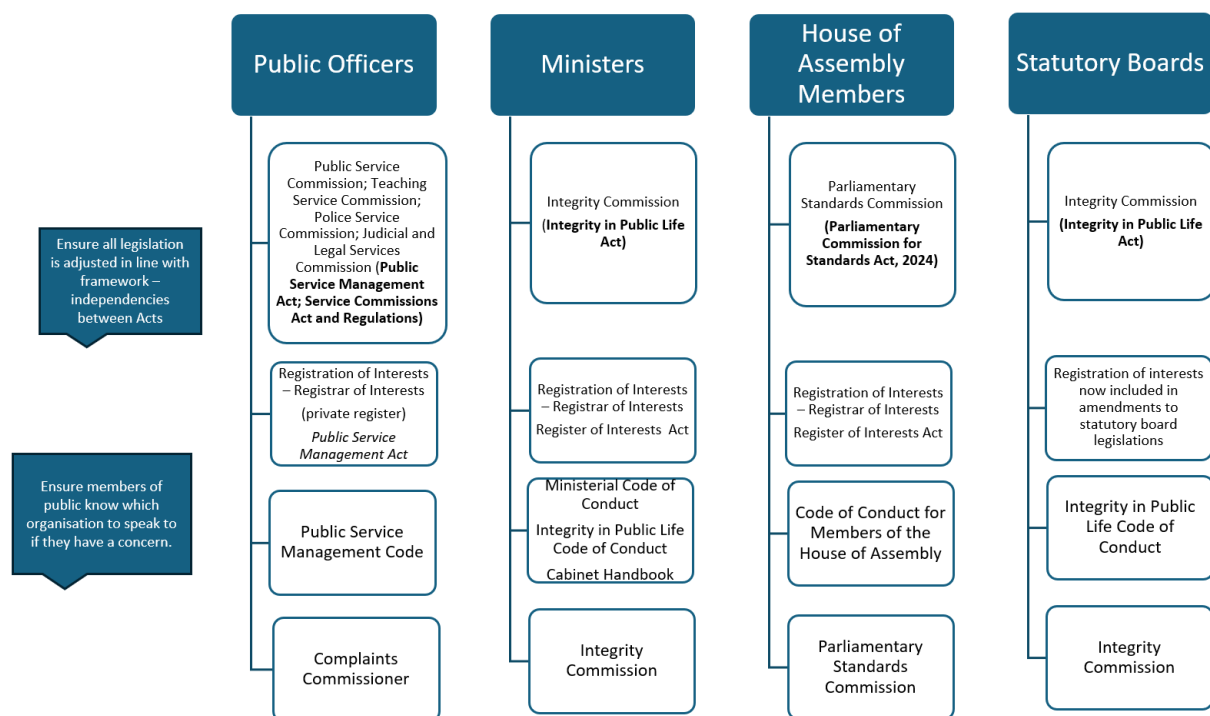 Public Officers
Ministers
House of
Assembly
Members
Statutory Boards
Ensure all legislation
is adjusted in line with
framework –
independencies
between Acts
Ensure members of
public know which
organisation to speak to
if they have a concern.
Public Service
Commission; Teaching
Service Commission;
Police Service
Commission; Judicial and
Legal Services
Commission (Public
Service Management
Act; Service Commissions
Act and Regulations)
Registration of Interests
– Registrar of Interests
(private register)
Public Service
Management Act
Public Service
Management Code
Complaints
Commissioner
Integrity Commission
(Integrity in Public Life
Act)
Registration of Interests
– Registrar of Interests
Register of Interests Act
Ministerial Code of
Conduct
Integrity in Public Life
Code of Conduct
Cabinet Handbook
Integrity
Commission
Parliamentary
Standards Commission
(Parliamentary
Commission for
Standards Act, 2024)
Registration of Interests
– Registrar of Interests
Register of Interests Act
Code of Conduct for
Members of the
House of Assembly
Parliamentary
Standards
Commission
Integrity Commission
(Integrity in Public Life
Act)
Registration of interests
now included in
amendments to
statutory board
legislations
Integrity in Public
Life Code of
Conduct
Integrity
Commission